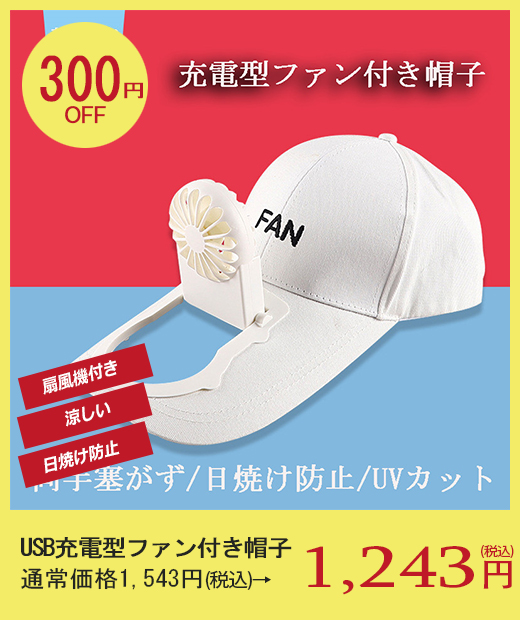 300円
OFF
充電型ファン付き帽子
FAN
扇風機付き
涼しい
日焼け防止
両手塞がず/日焼け防止/UVカット
USB充電型ファン付き帽子
通常価格1,543円(税込)→
1,243円(税込)